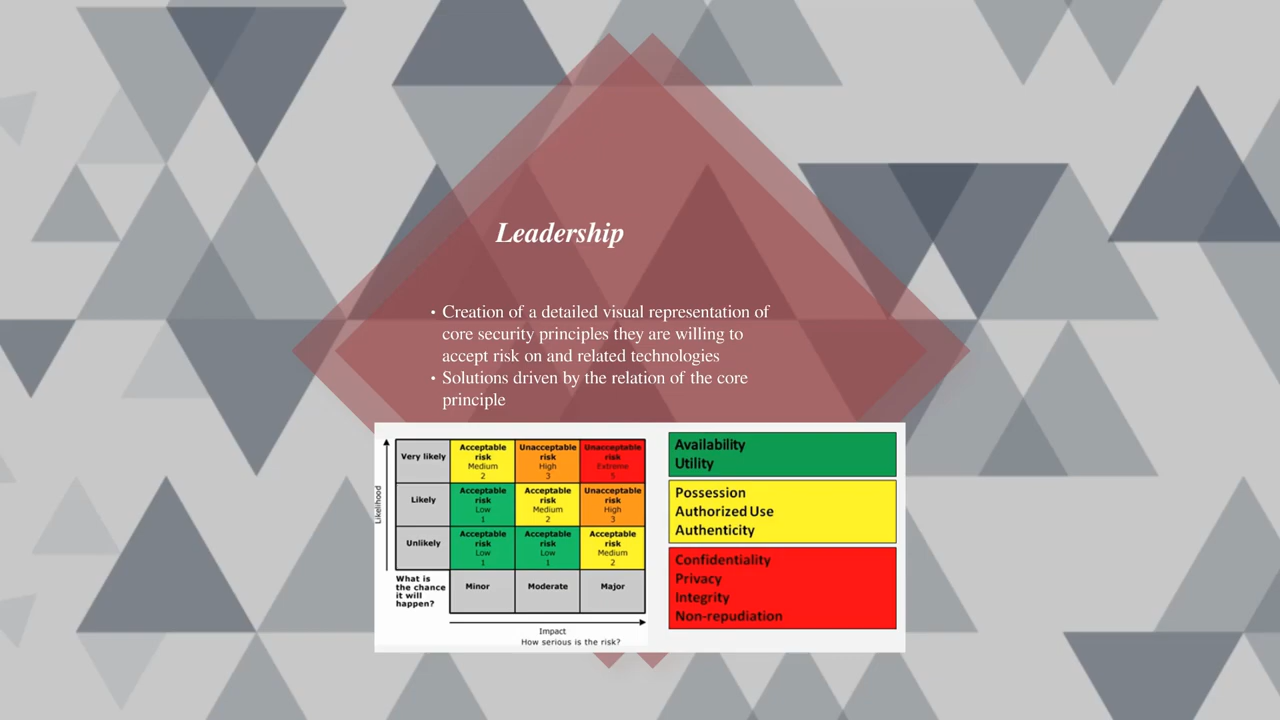 Leadership
• Creation of a detailed visual representation of
core security principles they are willing to
accept risk on and related technologies
• Solutions driven by the relation of the core
principle
Likelihood
Very likely
Acceptable
risk
Medium
2
Unacceptable
risk
High
3
Unacceptable
risk
Extreme
5
Likely
Acceptable
risk
Low
1
Acceptable
risk
Medium
2
Unacceptable
risk
High
3
Unlikely
Acceptable
risk
Low
1
Acceptable
risk
Low
1
Acceptable
risk
Medium
2
What is
the chance
it will
happen?
Minor
Moderate
Major
Impact
How serious is the risk?
Availability
Utility
Possession
Authorized Use
Authenticity
Confidentiality
Privacy
Integrity
Non-repudiation